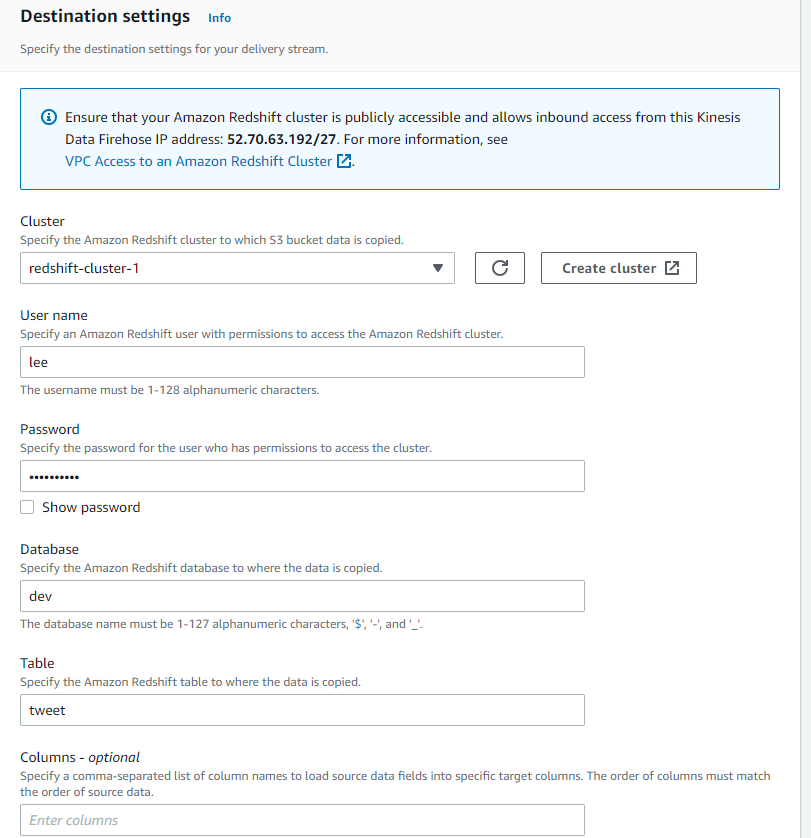 Destination settings Info
Specify the destination settings for your delivery stream.
Ensure that your Amazon Redshift cluster is publicly accessible and allows inbound access from this Kinesis
Data Firehose IP address: 52.70.63.192/27. For more information, see
VPC Access to an Amazon Redshift Cluster.
Cluster
Specify the Amazon Redshift cluster to which S3 bucket data is copied.
redshift-cluster-1 Create cluster
User name
Specify an Amazon Redshift user with permissions to access the Amazon Redshift cluster.
lee
The username must be 1-128 alphanumeric characters.
Password
Specify the password for the user who has permissions to access the cluster.
••••••••••
Show password
Database
Specify the Amazon Redshift database to where the data is copied.
dev
The database name must be 1-127 alphanumeric characters, '$', '-', and '_'.
Table
Specify the Amazon Redshift table to where the data is copied.
tweet
Columns - optional
Specify a comma-separated list of column names to load source data fields into specific target columns. The order of columns must match
the order of source data.
Enter columns